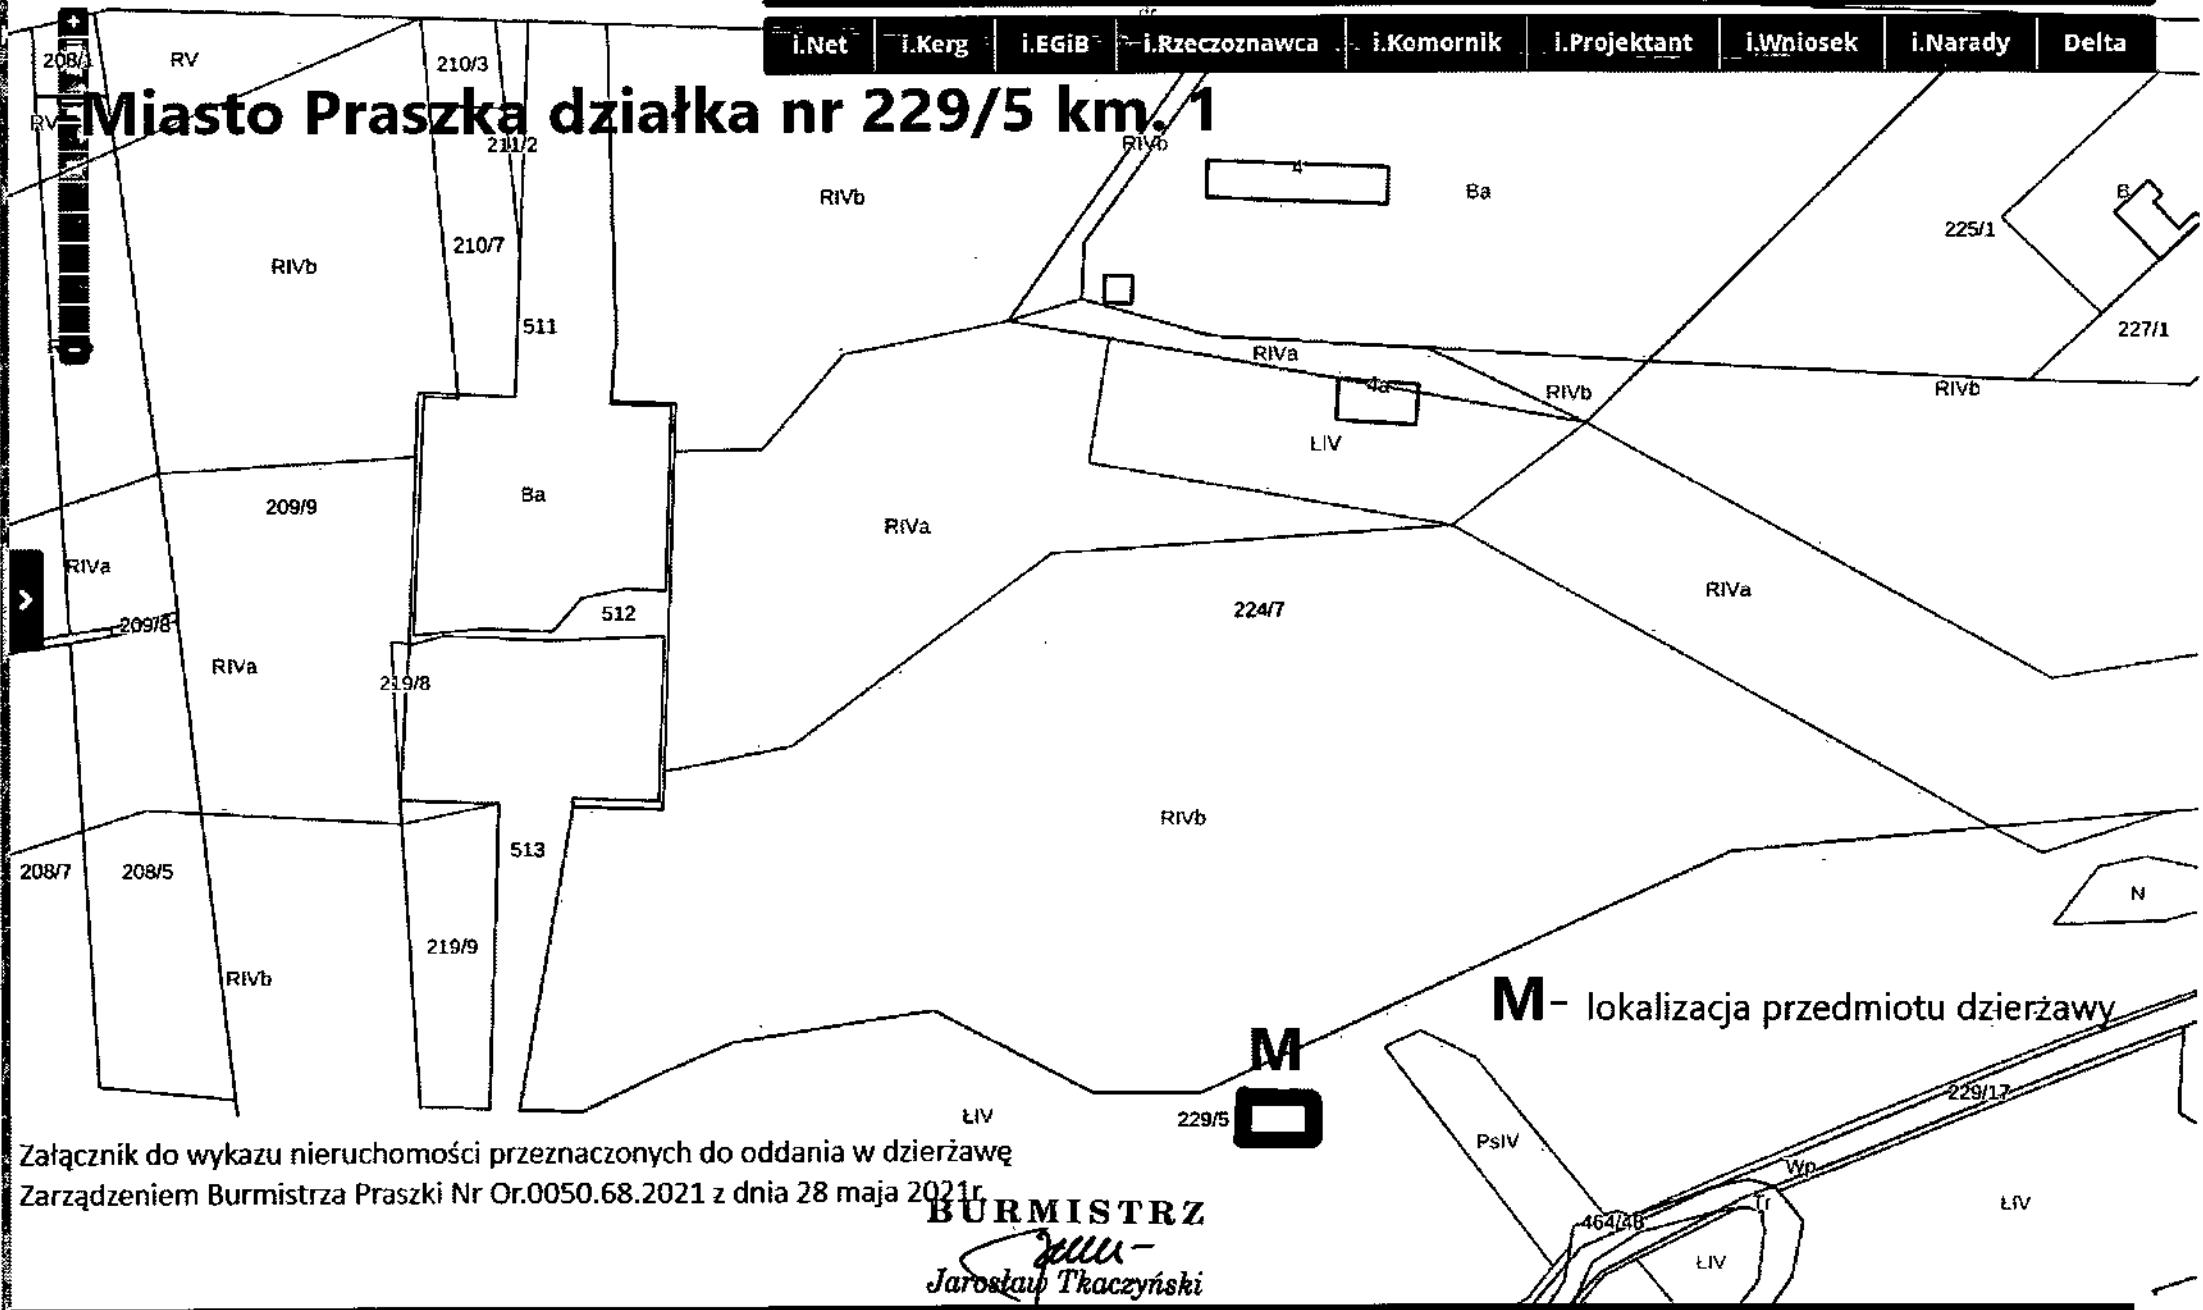 i.Net i.Kerg i.EGiB i.Rzeczoznawca i.Komornik i.Projektant i.Wniosek i.Narady Delta
208/1 RV 210/3
Miasto Praszka działka nr 229/5 km. 1
RV
211/2 RIVb
4
RIVb Ba B
225/1
210/7
RIVb
511 227/1
RIVa
4a RIVb RIVb
ŁIV
Ba
209/9
RIVa
RIVa RIVa
512 224/7
209/8
RIVa
219/8
RIVb
513
208/7 208/5
N
219/9
RIVb
M- lokalizacja przedmiotu dzierżawy
M
229/17
ŁIV 229/5
PsIV
Załącznik do wykazu nieruchomości przeznaczonych do oddania w dzierżawę
Wp
Zarządzeniem Burmistrza Praszki Nr Or.0050.68.2021 z dnia 28 maja 2021r.
Tr ŁIV
BURMISTRZ
464/48
ŁIV
Jarosław Tkaczyński